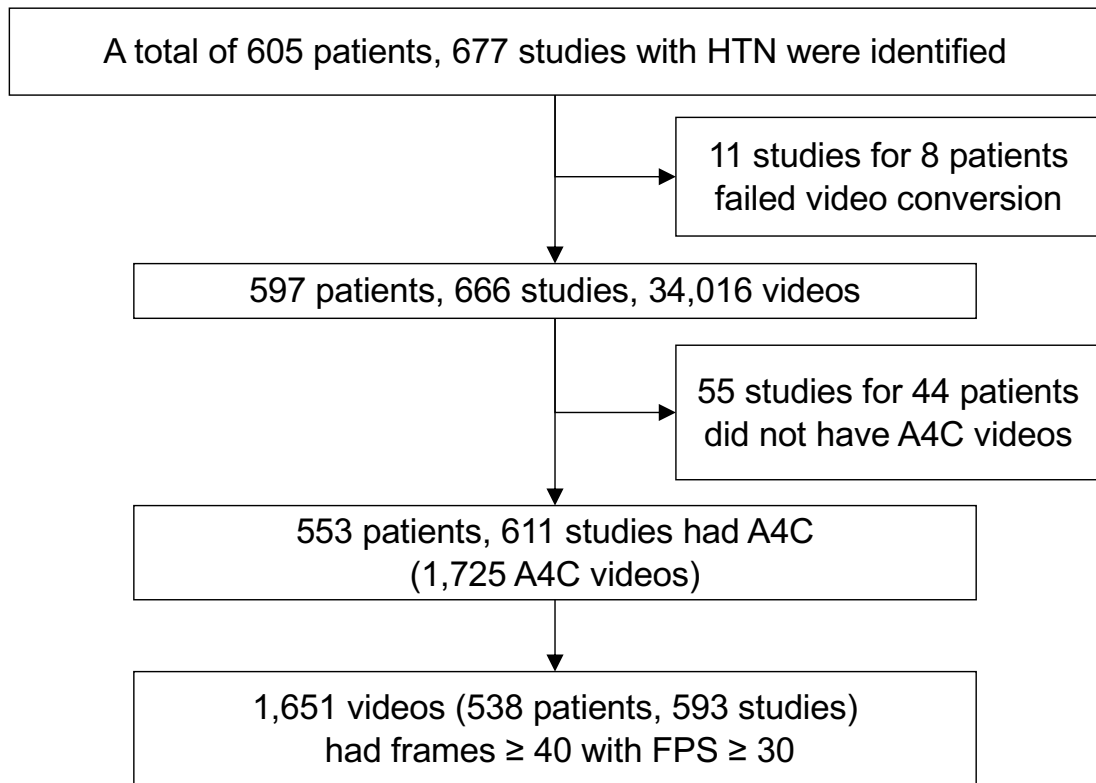 A total of 605 patients, 677 studies with HTN were identified
11 studies for 8 patients
failed video conversion
597 patients, 666 studies, 34,016 videos
55 studies for 44 patients
did not have A4C videos
553 patients, 611 studies had A4C
(1,725 A4C videos)
1,651 videos (538 patients, 593 studies)
had frames ≥ 40 with FPS ≥ 30